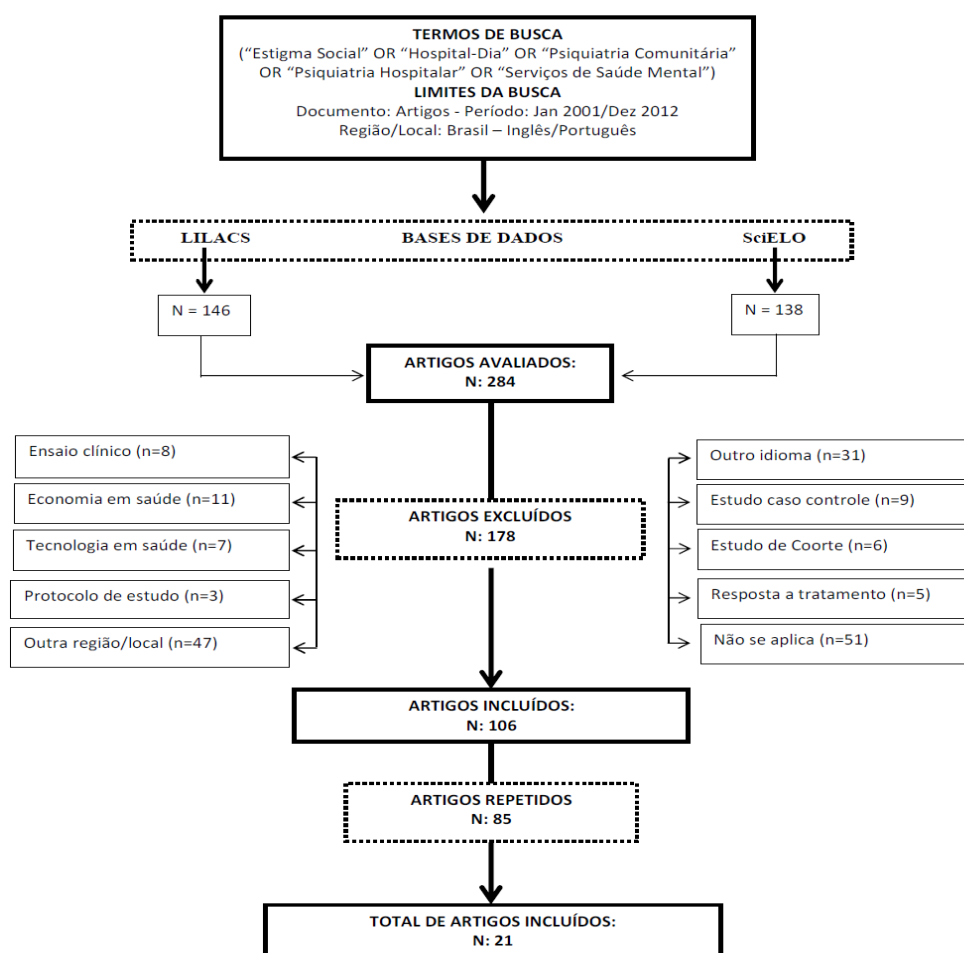 TERMOS DE BUSCA
(“Estigma Social” OR “Hospital-Dia” OR “Psiquiatria Comunitária”
OR “Psiquiatria Hospitalar” OR “Serviços de Saúde Mental”)
LIMITES DA BUSCA
Documento: Artigos - Período: Jan 2001/Dez 2012
Região/Local: Brasil – Inglês/Português
LILACS BASES DE DADOS SciELO
N = 146
N = 138
ARTIGOS AVALIADOS:
N: 284
Ensaio clínico (n=8)
Economia em saúde (n=11)
Tecnologia em saúde (n=7)
Protocolo de estudo (n=3)
Outra região/local (n=47)
ARTIGOS EXCLUÍDOS
N: 178
Outro idioma (n=31)
Estudo caso controle (n=9)
Estudo de Coorte (n=6)
Resposta a tratamento (n=5)
Não se aplica (n=51)
ARTIGOS INCLUÍDOS:
N: 106
ARTIGOS REPETIDOS
N: 85
TOTAL DE ARTIGOS INCLUÍDOS:
N: 21